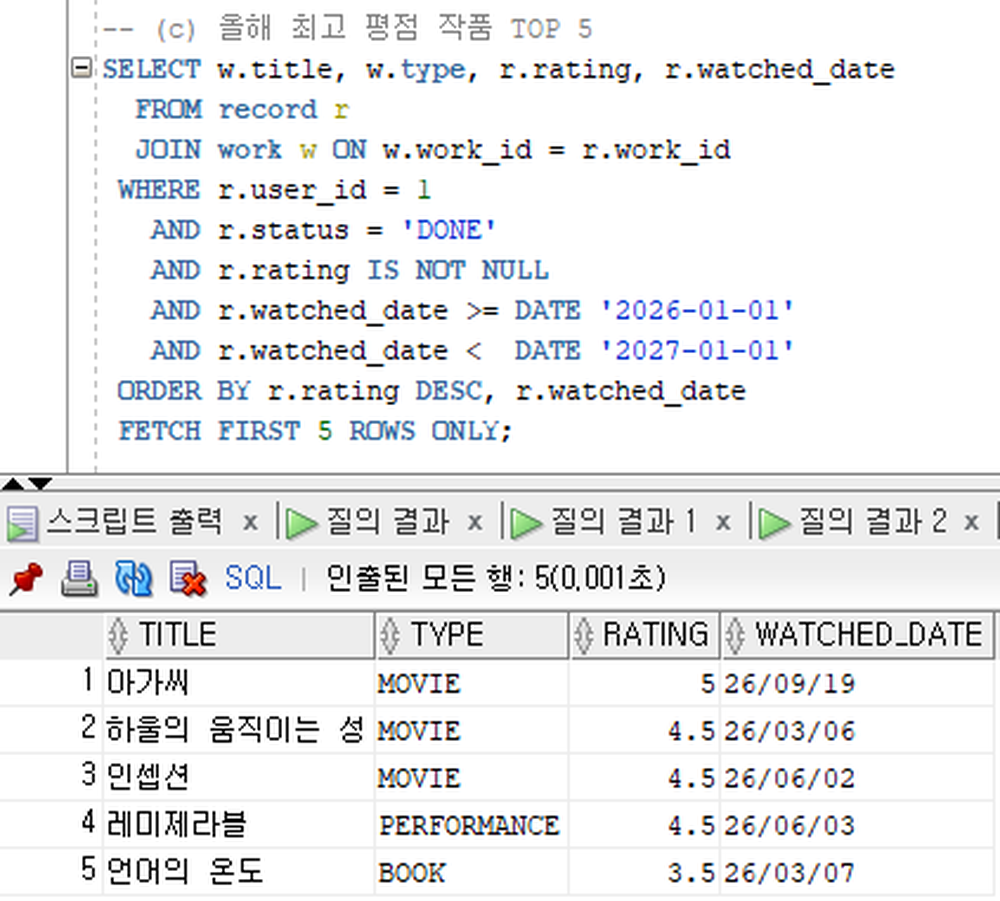 -- (c) 올해 최고 평점 작품 TOP 5
SELECT w.title, w.type, r.rating, r.watched_date
FROM record r
JOIN work w ON w.work_id = r.work_id
WHERE r.user_id = 1
AND r.status = 'DONE'
AND r.rating IS NOT NULL
AND r.watched_date >= DATE '2026-01-01'
AND r.watched_date <  DATE '2027-01-01'
ORDER BY r.rating DESC, r.watched_date
FETCH FIRST 5 ROWS ONLY;
스크립트 출력 x 질의 결과 x 질의 결과 1 x 질의 결과 2 x
SQL | 인출된 모든 행: 5(0,001초)
TITLE TYPE RATING WATCHED_DATE
1 아가씨 MOVIE 5 26/09/19
2 하울의 움직이는 성 MOVIE 4.5 26/03/06
3 인셉션 MOVIE 4.5 26/06/02
4 레미제라블 PERFORMANCE 4.5 26/06/03
5 언어의 온도 BOOK 3.5 26/03/07